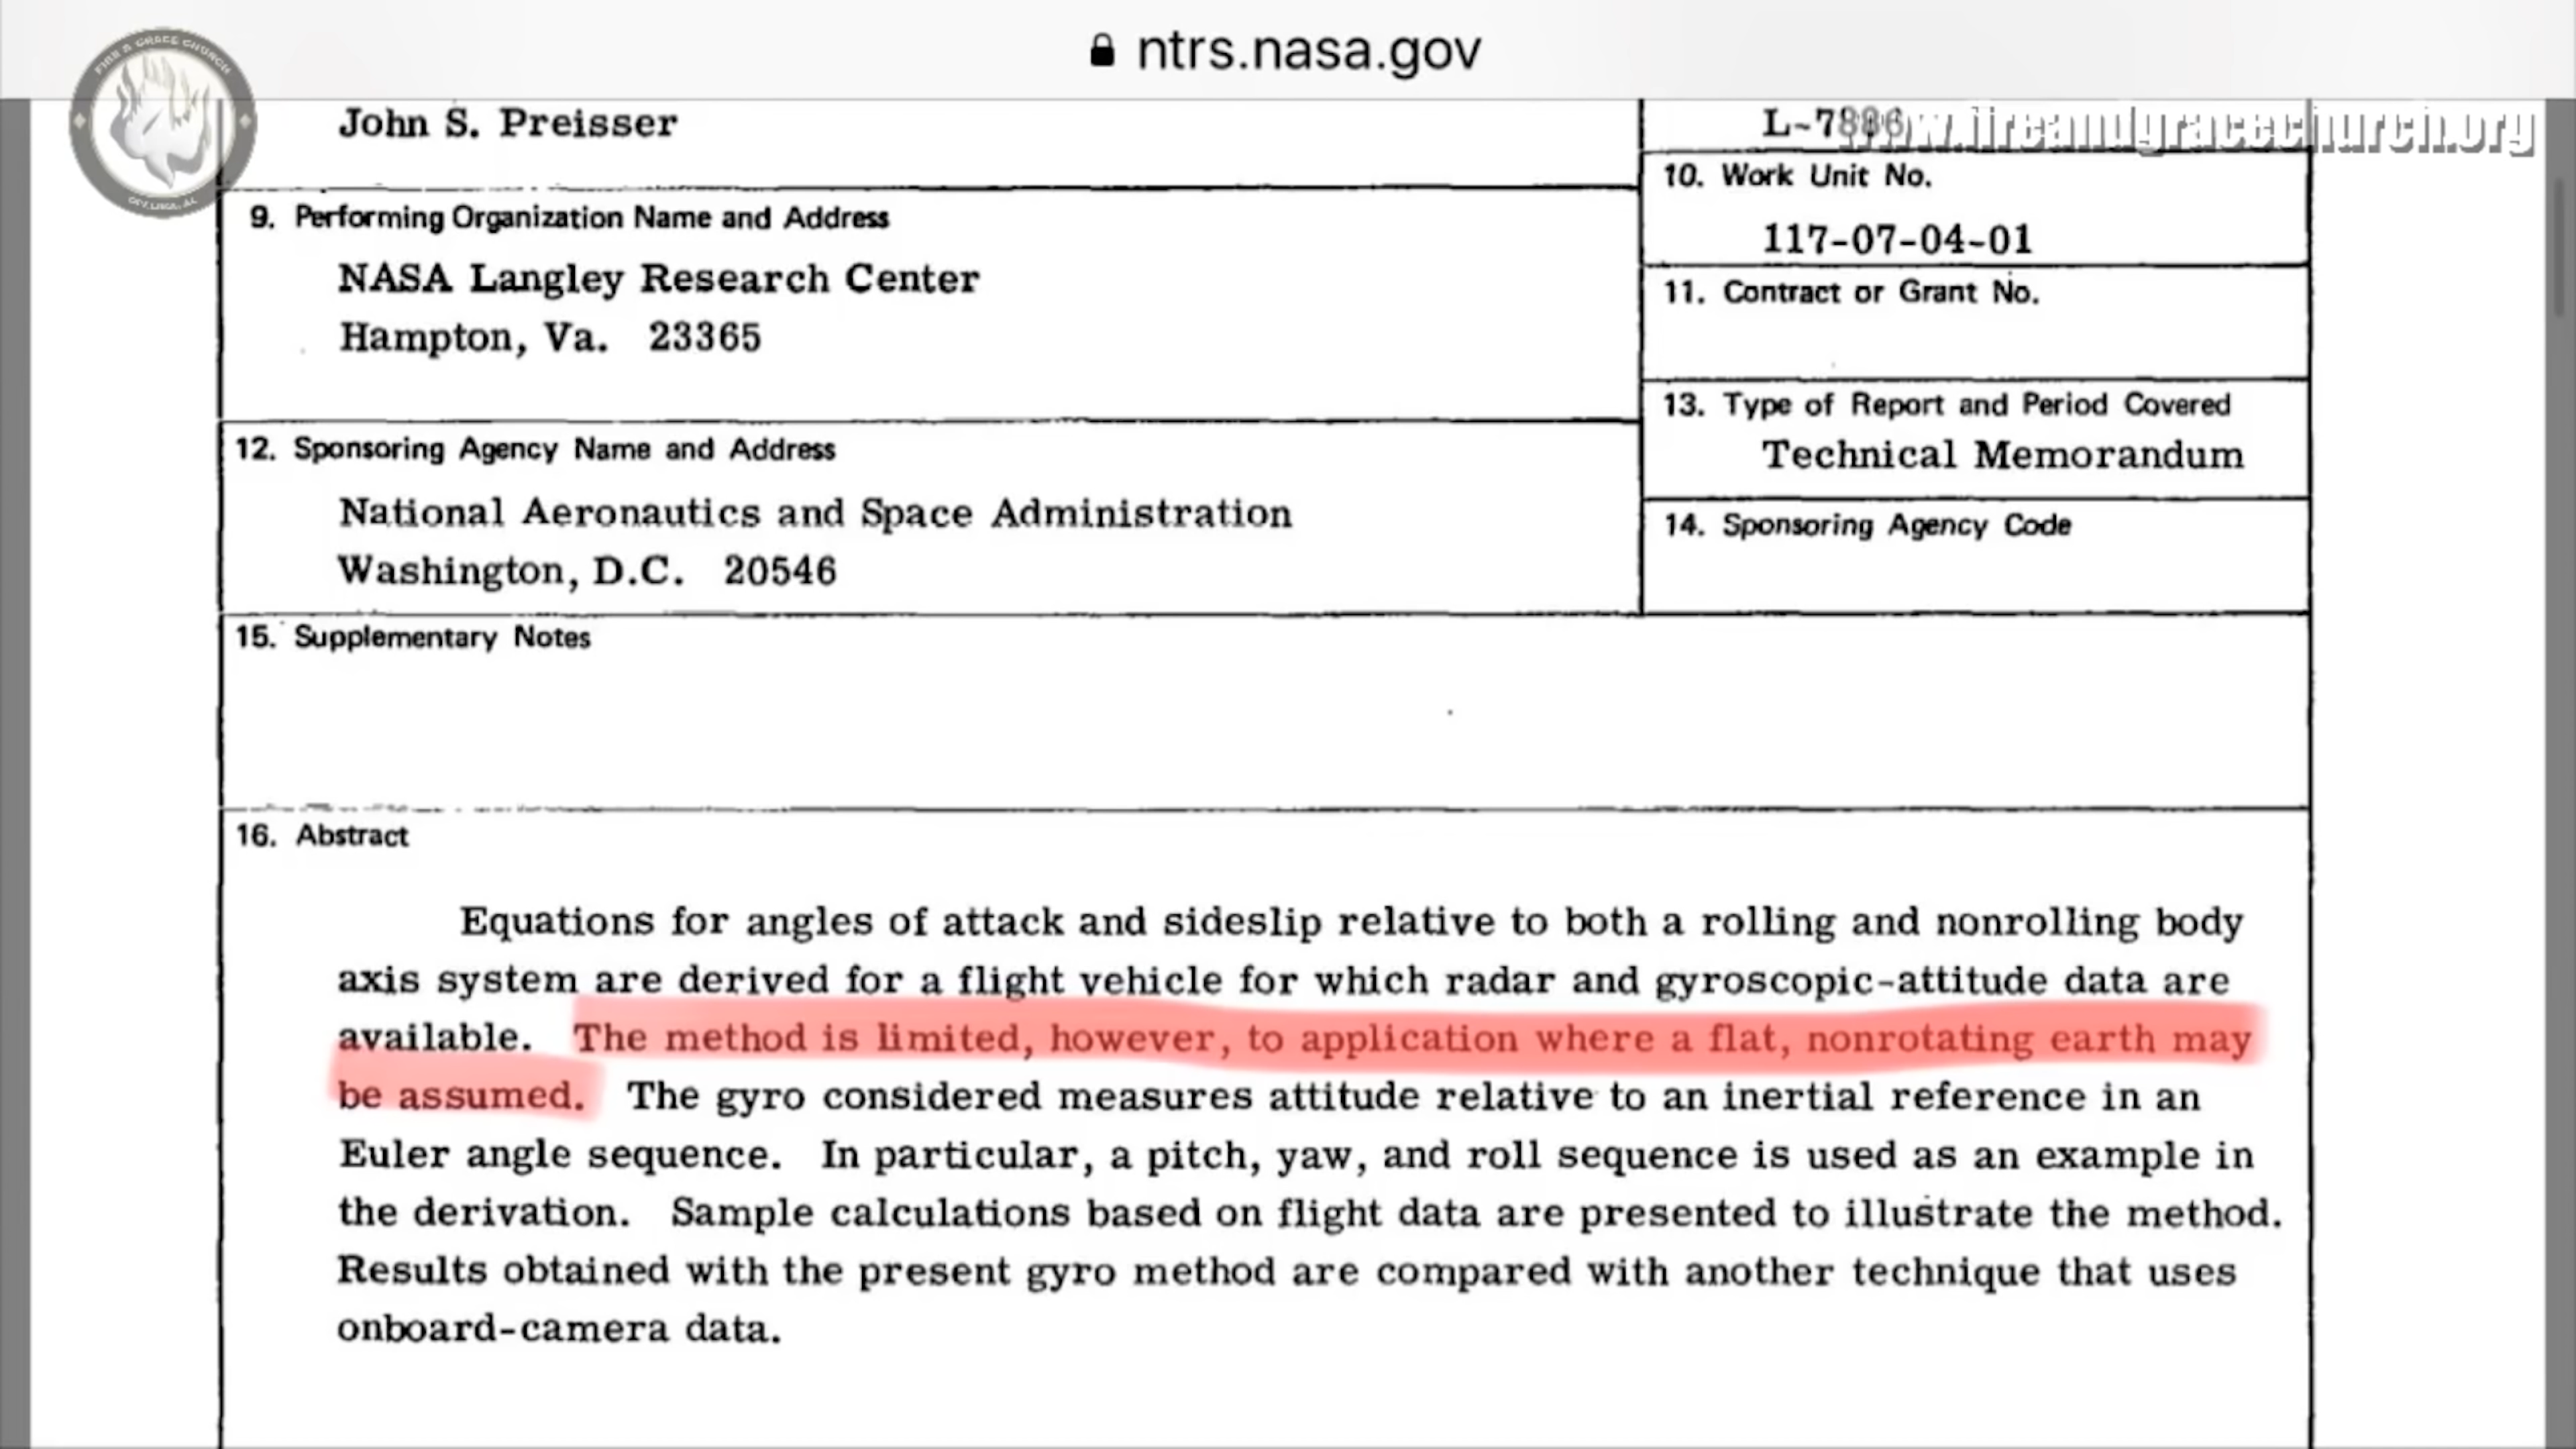 ntrs.nasa.gov
FIRE & GRACE CHURCH
www.fireandgracechurch.org
John S. Preisser
L-7886
10. Work Unit No.
117-07-04-01
9. Performing Organization Name and Address
NASA Langley Research Center
Hampton, Va. 23365
11. Contract or Grant No.
13. Type of Report and Period Covered
Technical Memorandum
12. Sponsoring Agency Name and Address
National Aeronautics and Space Administration
Washington, D.C. 20546
14. Sponsoring Agency Code
15. Supplementary Notes
16. Abstract
Equations for angles of attack and sideslip relative to both a rolling and nonrolling body
axis system are derived for a flight vehicle for which radar and gyroscopic-attitude data are
available. The method is limited, however, to application where a flat, nonrotating earth may
be assumed. The gyro considered measures attitude relative to an inertial reference in an
Euler angle sequence. In particular, a pitch, yaw, and roll sequence is used as an example in
the derivation. Sample calculations based on flight data are presented to illustrate the method.
Results obtained with the present gyro method are compared with another technique that uses
onboard-camera data.